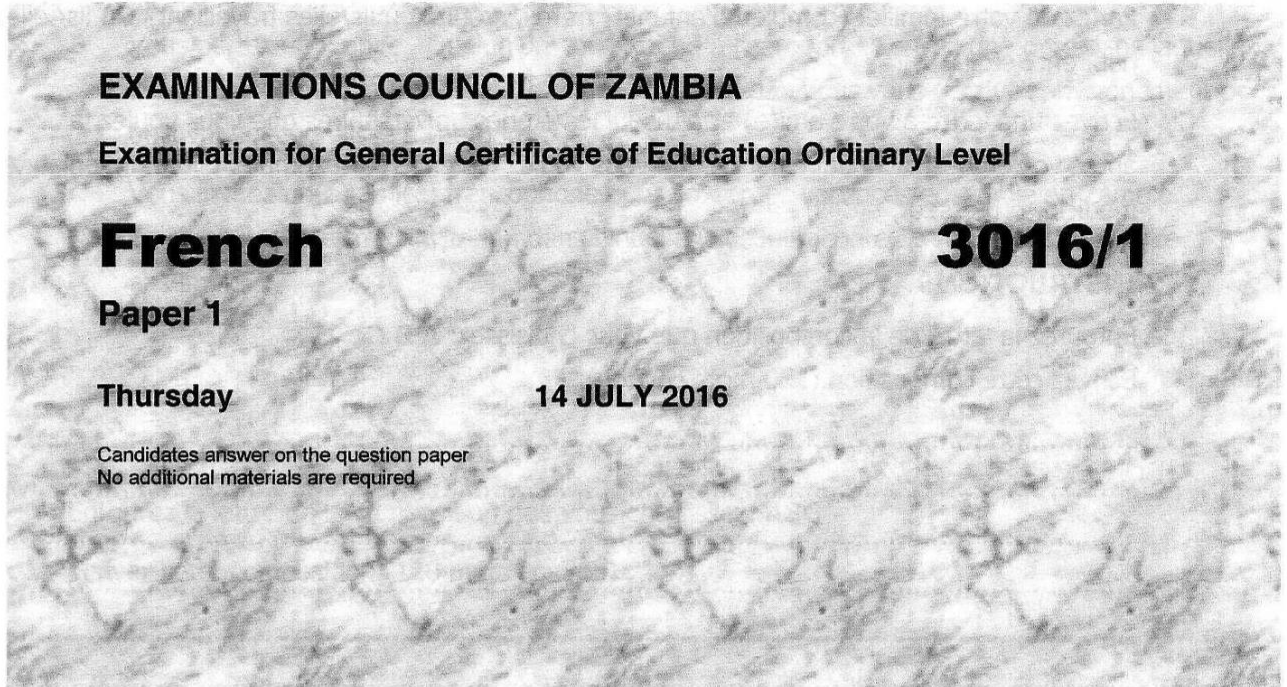 EXAMINATIONS COUNCIL OF ZAMBIA
Examination for General Certificate of Education Ordinary Level
French 3016/1
Paper 1
Thursday 14 JULY 2016
Candidates answer on the question paper
No additional materials are required